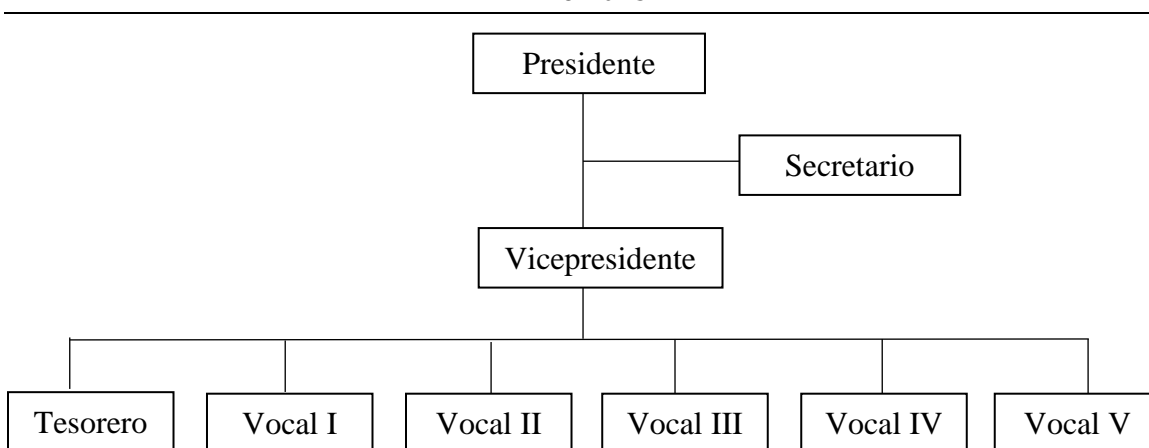 Presidente
Secretario
Vicepresidente
Tesorero
Vocal I
Vocal II
Vocal III
Vocal IV
Vocal V